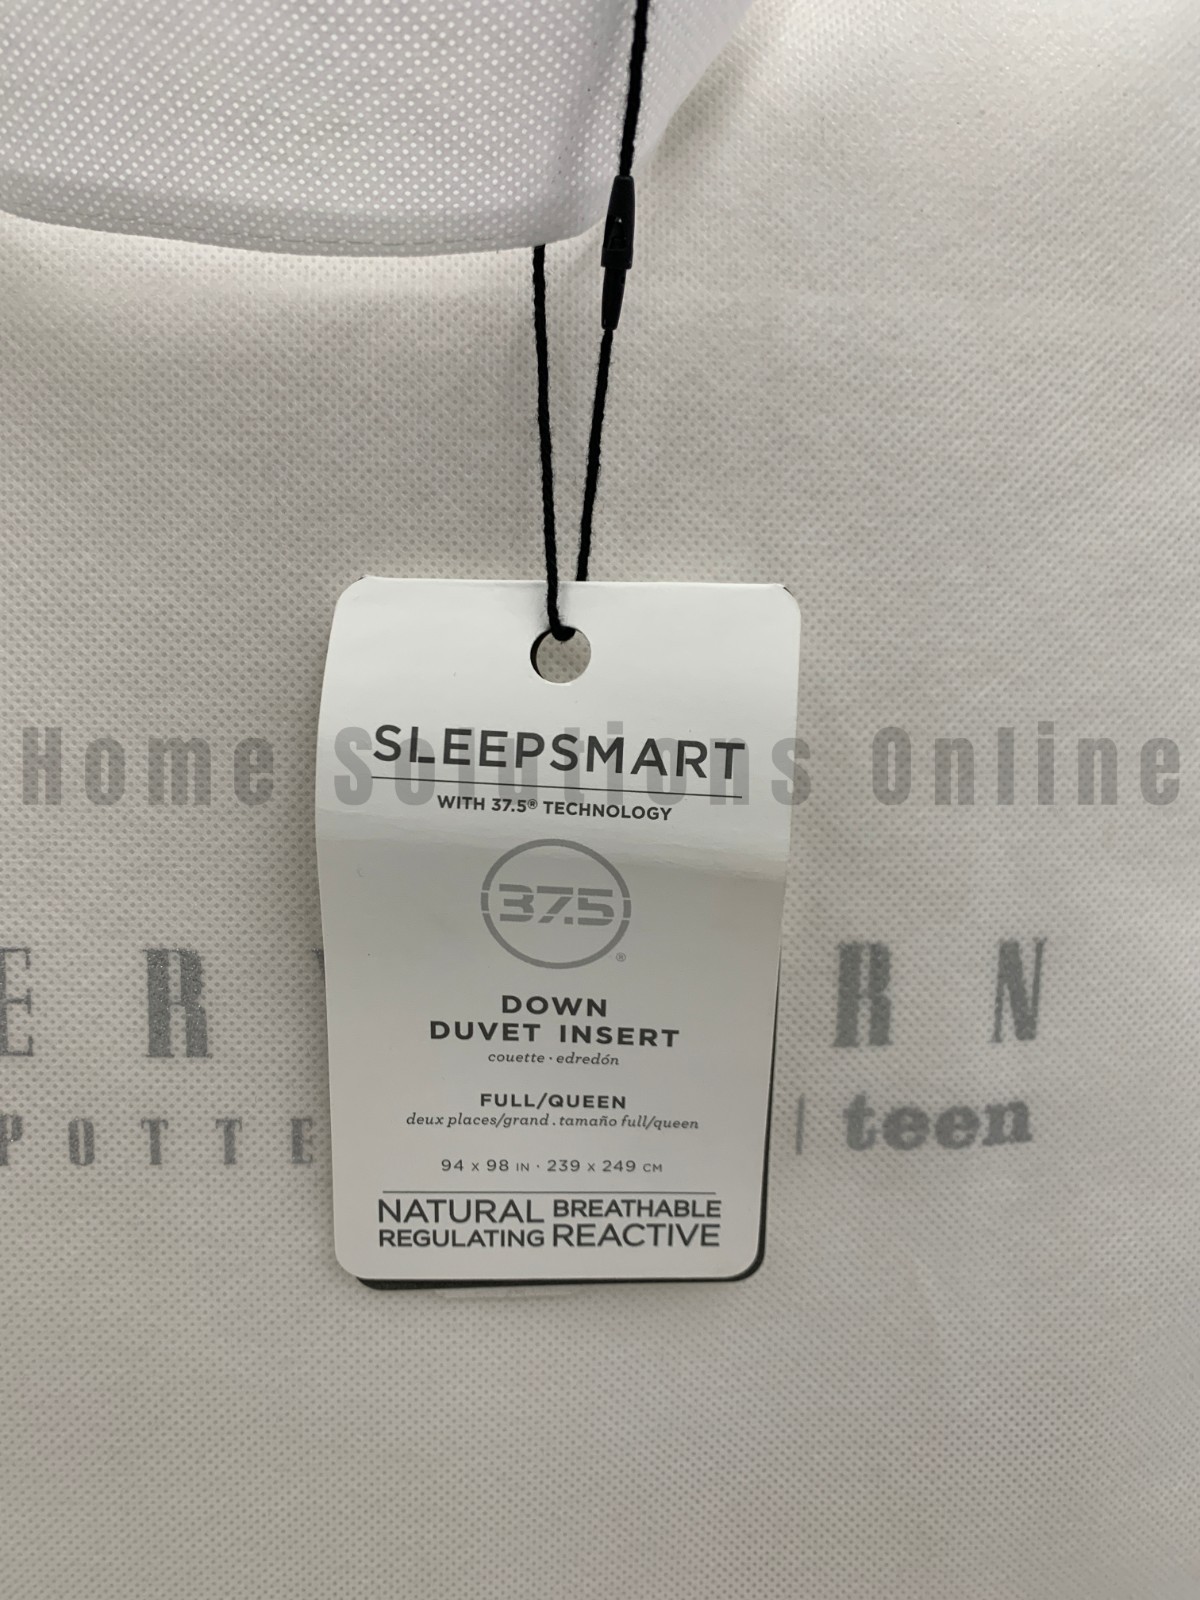 SLEEPSMART
Home Solutions Online
WITH 37.5® TECHNOLOGY
37.5®
DOWN
DUVET INSERT
couette · edredón
FULL/QUEEN
deux places/grand . tamaño full/queen
94 x 98 IN · 239 x 249 CM
NATURAL BREATHABLE
REGULATING REACTIVE
E R R N
POTTE | teen